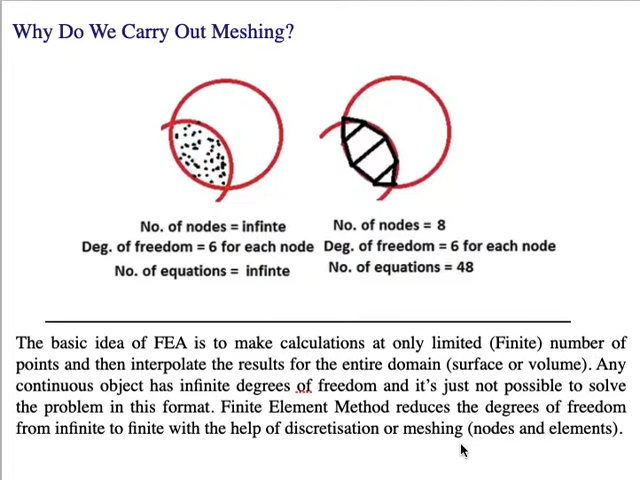 Why Do We Carry Out Meshing?
No. of nodes = infinte
Deg. of freedom = 6 for each node
No. of equations = infinte
No. of nodes = 8
Deg. of freedom = 6 for each node
No. of equations = 48
The basic idea of FEA is to make calculations at only limited (Finite) number of
points and then interpolate the results for the entire domain (surface or volume). Any
continuous object has infinite degrees of freedom and it's just not possible to solve
the problem in this format. Finite Element Method reduces the degrees of freedom
from infinite to finite with the help of discretisation or meshing (nodes and elements).